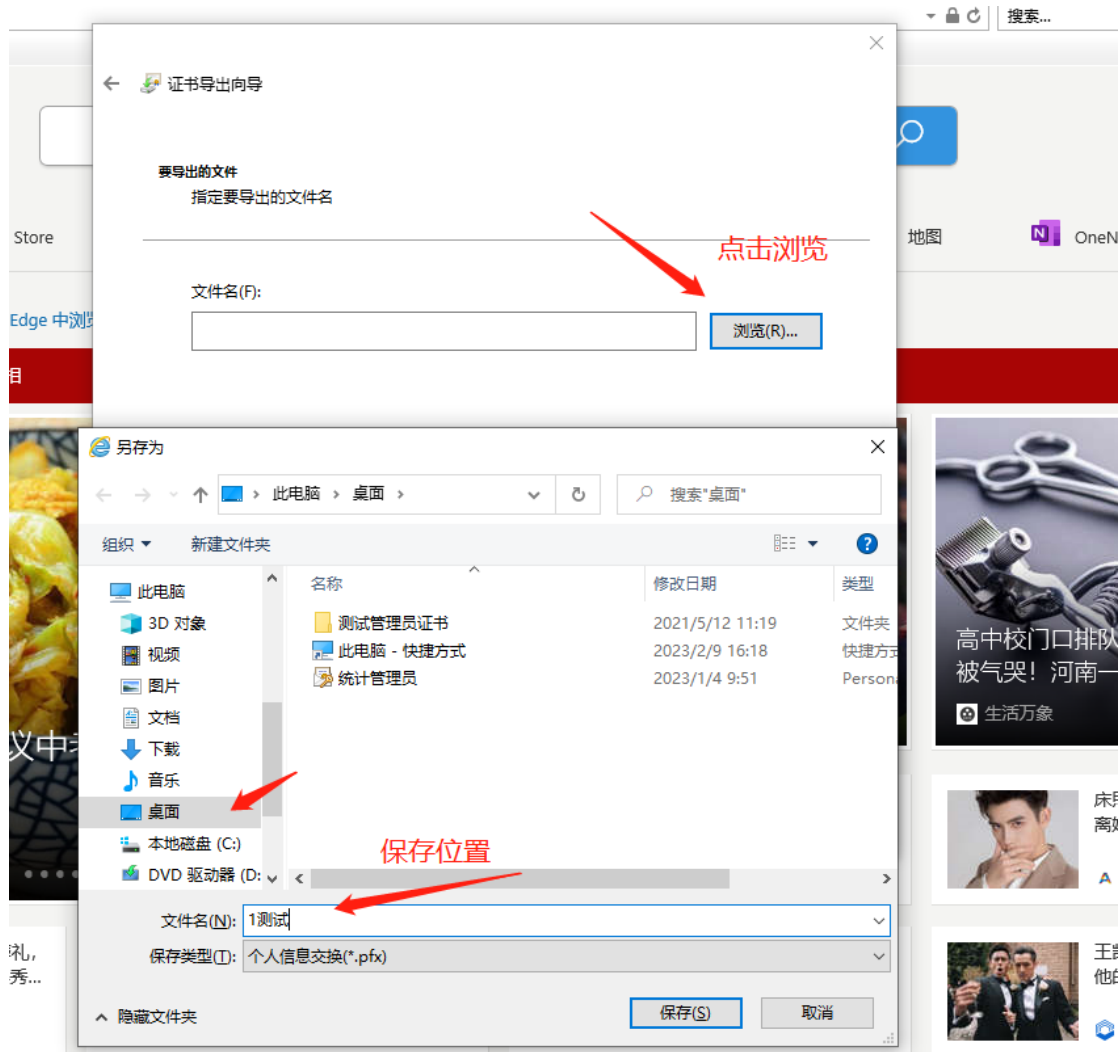 搜索...
证书导出向导
要导出的文件
指定要导出的文件名
Store
点击浏览
地图
OneN
文件名(F):
Edge 中浏
浏览(R)...
相
另存为
此电脑 › 桌面 ›
搜索"桌面"
组织
新建文件夹
名称
修改日期
类型
此电脑
3D 对象
视频
图片
文档
下载
音乐
桌面
本地磁盘 (C:)
DVD 驱动器 (D:
测试管理员证书 2021/5/12 11:19 文件夹
此电脑 - 快捷方式 2023/2/9 16:18 快捷方式
统计管理员 2023/1/4 9:51 Person
高中校门口排队
被气哭！河南一
生活万象
议中
保存位置
离
文件名(N): 1测试
保存类型(T): 个人信息交换(*.pfx)
礼,
秀...
王
他的
隐藏文件夹
保存(S)
取消